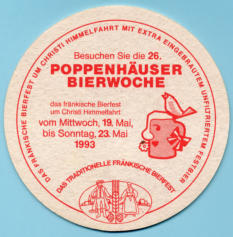 DAS FRÄNKISCHE BIERFEST UM CHRISTI HIMMELFAHRT MIT EXTRA EINGEBRAUTEM UNFILTRIERTEM FESTBIER
Besuchen Sie die 26.
POPPENHÄUSER
BIERWOCHE
das fränkische Bierfest
um Christi Himmelfahrt
vom Mittwoch, 19. Mai,
bis Sonntag, 23. Mai
1993
DAS TRADITIONELLE FRÄNKISCHE BIERFEST